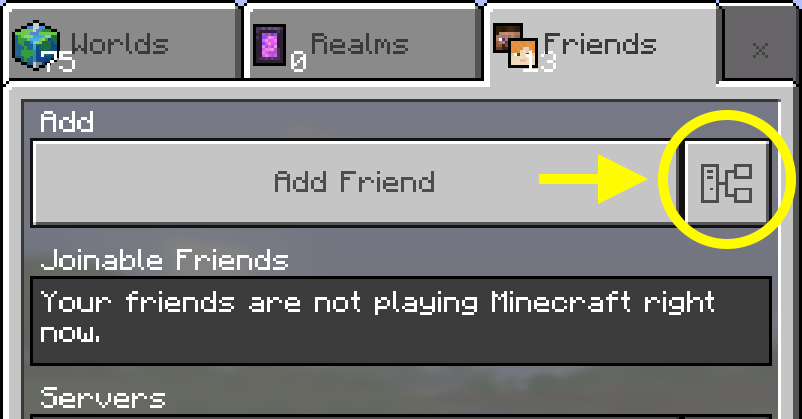 Worlds
75
Realms
0
Friends
13
x
Add
Add Friend
Joinable Friends
Your friends are not playing Minecraft right
now.
Servers